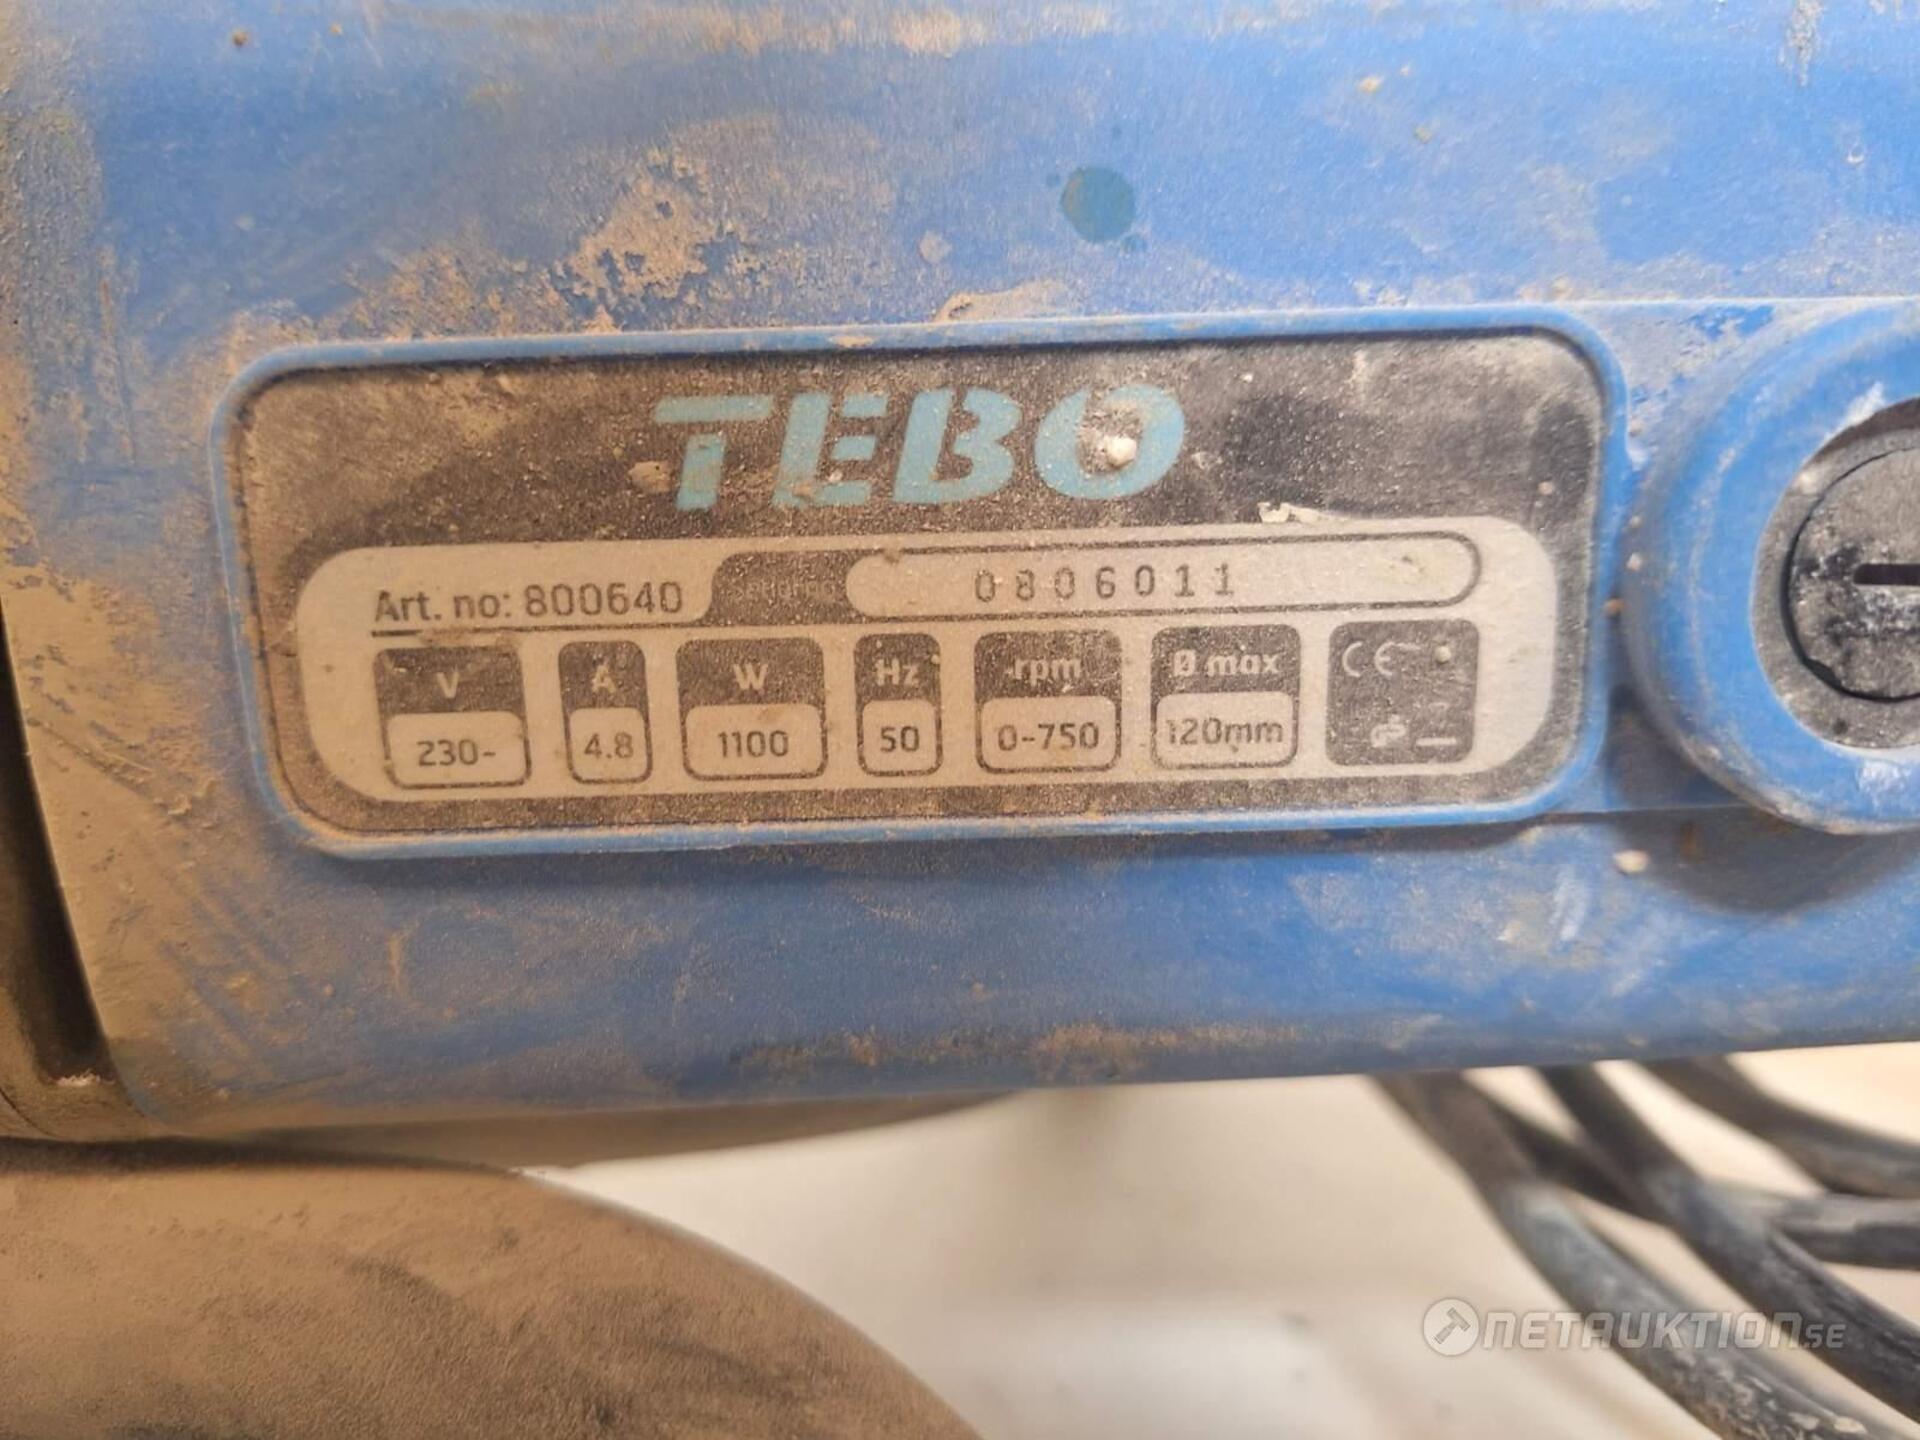 TEBO
Art. no: 800640
0806011
V A W Hz rpm Ø max CE
230~ 4.8 1100 50 0-750 120mm
NETAUKTION.SE